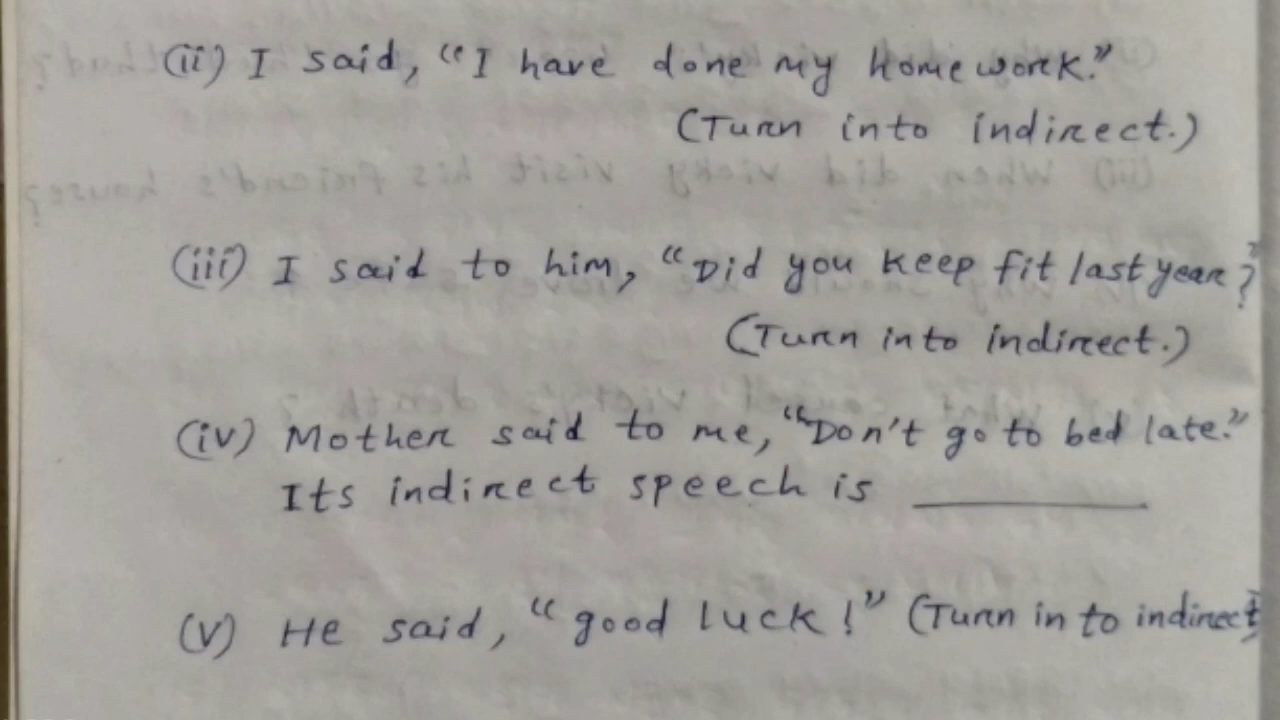 (ii) I said, "I have done my homework."
(Turn into indirect.)
(iii) I said to him, "Did you keep fit last year?
(Turn into indirect.)
(iv) Mother said to me, "Don't go to bed late."
Its indirect speech is
(v) He said, "good luck!" (Turn in to indirect)